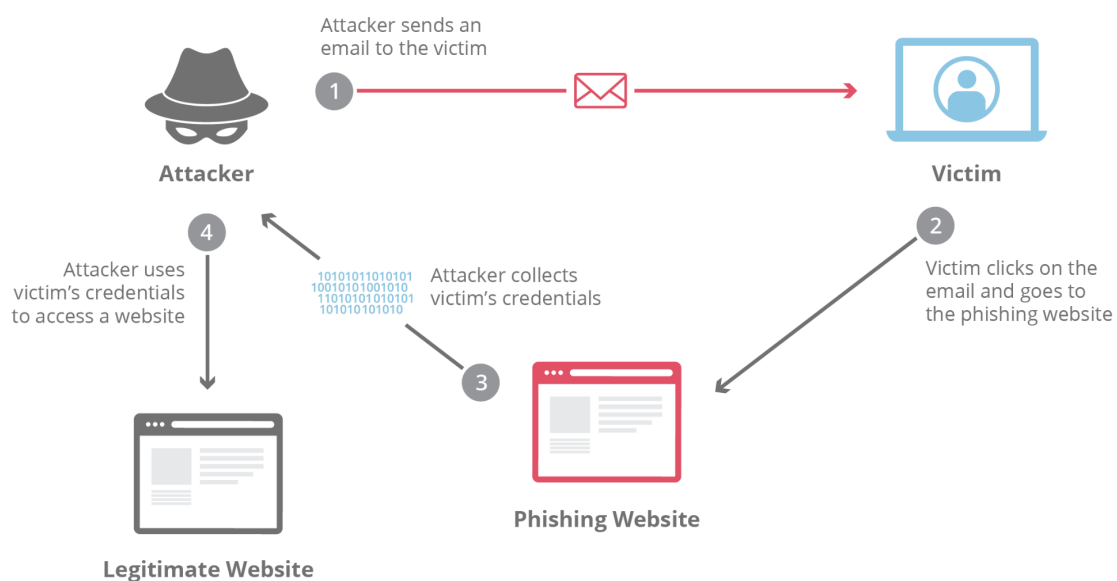 Attacker sends an
email to the victim
1
Attacker
Victim
4
2
Attacker uses
victim’s credentials
to access a website
10101011010101
10010101001010
11010101010101
101010101010
Attacker collects
victim’s credentials
Victim clicks on the
email and goes to
the phishing website
3
Phishing Website
Legitimate Website